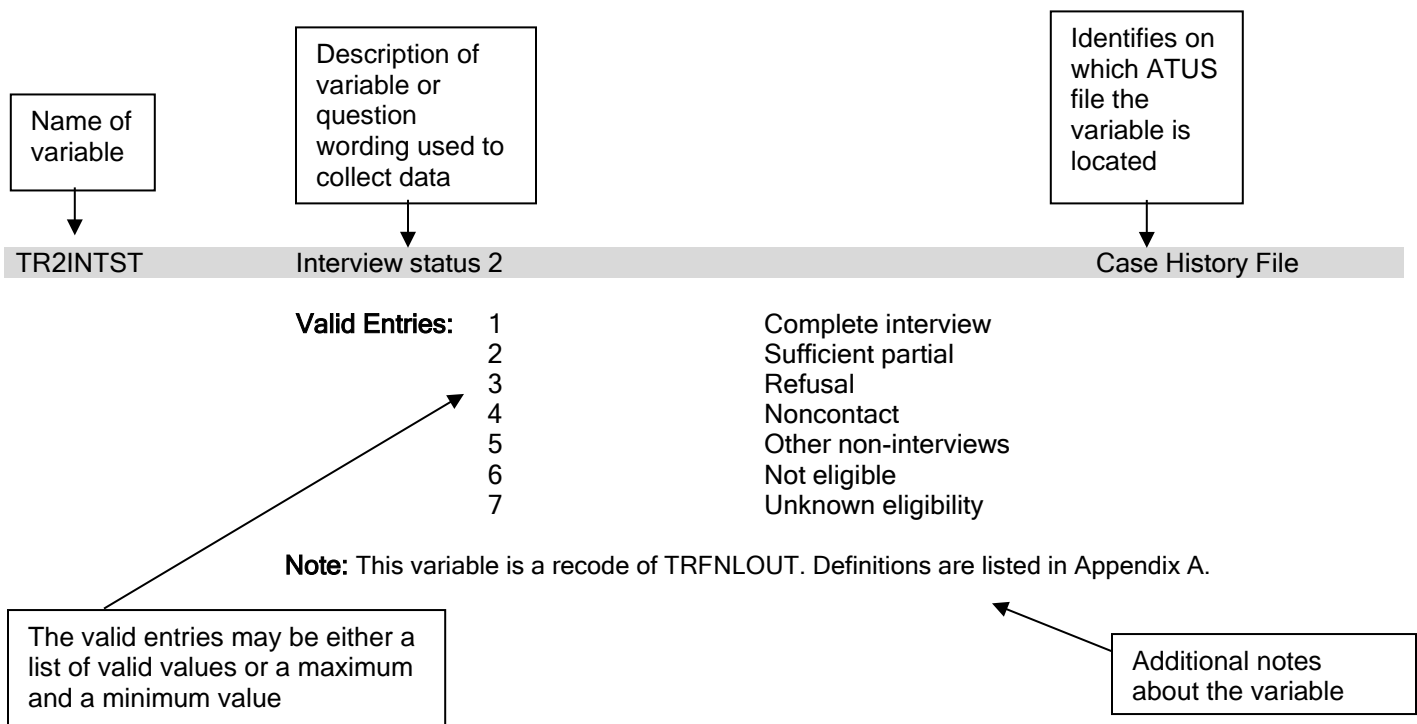 Name of
variable
Description of
variable or
question
wording used to
collect data
Identifies on
which ATUS
file the
variable is
located
TR2INTST Interview status 2 Case History File
Valid Entries: 1 Complete interview
2 Sufficient partial
3 Refusal
4 Noncontact
5 Other non-interviews
6 Not eligible
7 Unknown eligibility
Note: This variable is a recode of TRFNLOUT. Definitions are listed in Appendix A.
The valid entries may be either a
list of valid values or a maximum
and a minimum value
Additional notes
about the variable